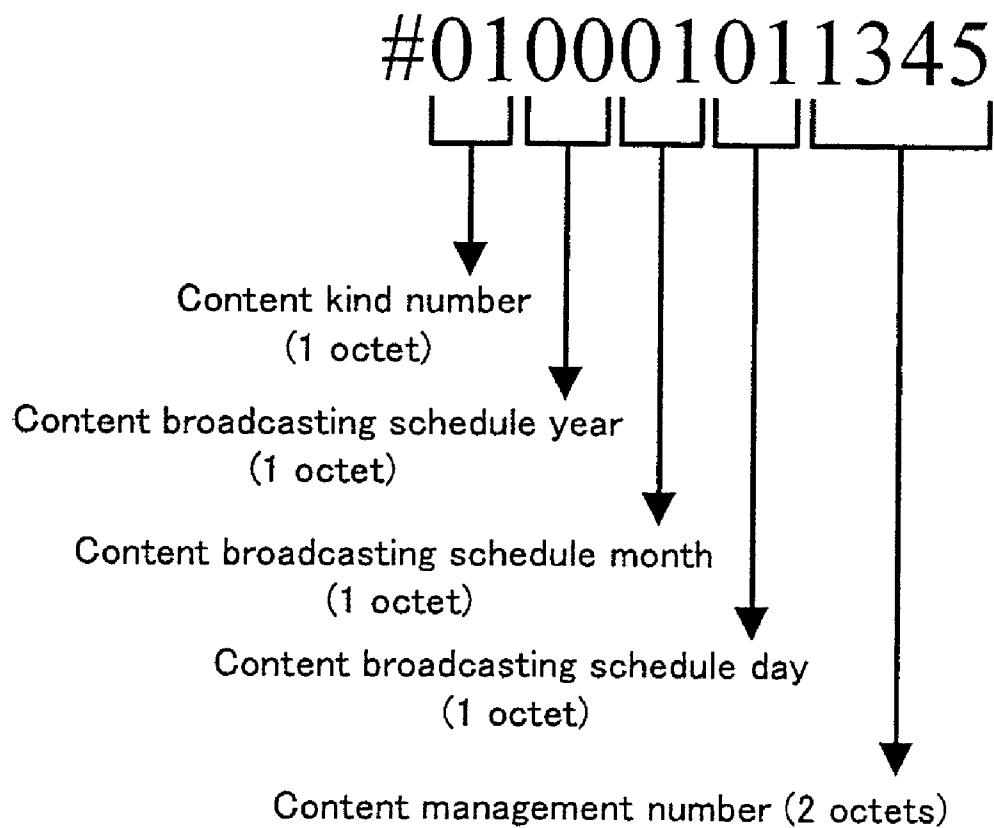 #010001011345
Content kind number
(1 octet)
Content broadcasting schedule year
(1 octet)
Content broadcasting schedule month
(1 octet)
Content broadcasting schedule day
(1 octet)
Content management number (2 octets)